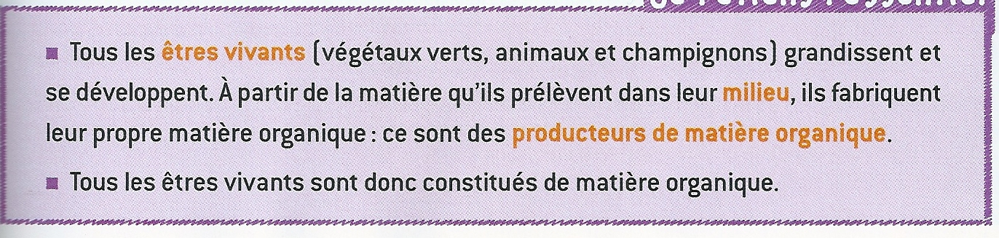 ■ Tous les êtres vivants (végétaux verts, animaux et champignons) grandissent et
se développent. À partir de la matière qu'ils prélèvent dans leur milieu, ils fabriquent
leur propre matière organique : ce sont des producteurs de matière organique.
■ Tous les êtres vivants sont donc constitués de matière organique.